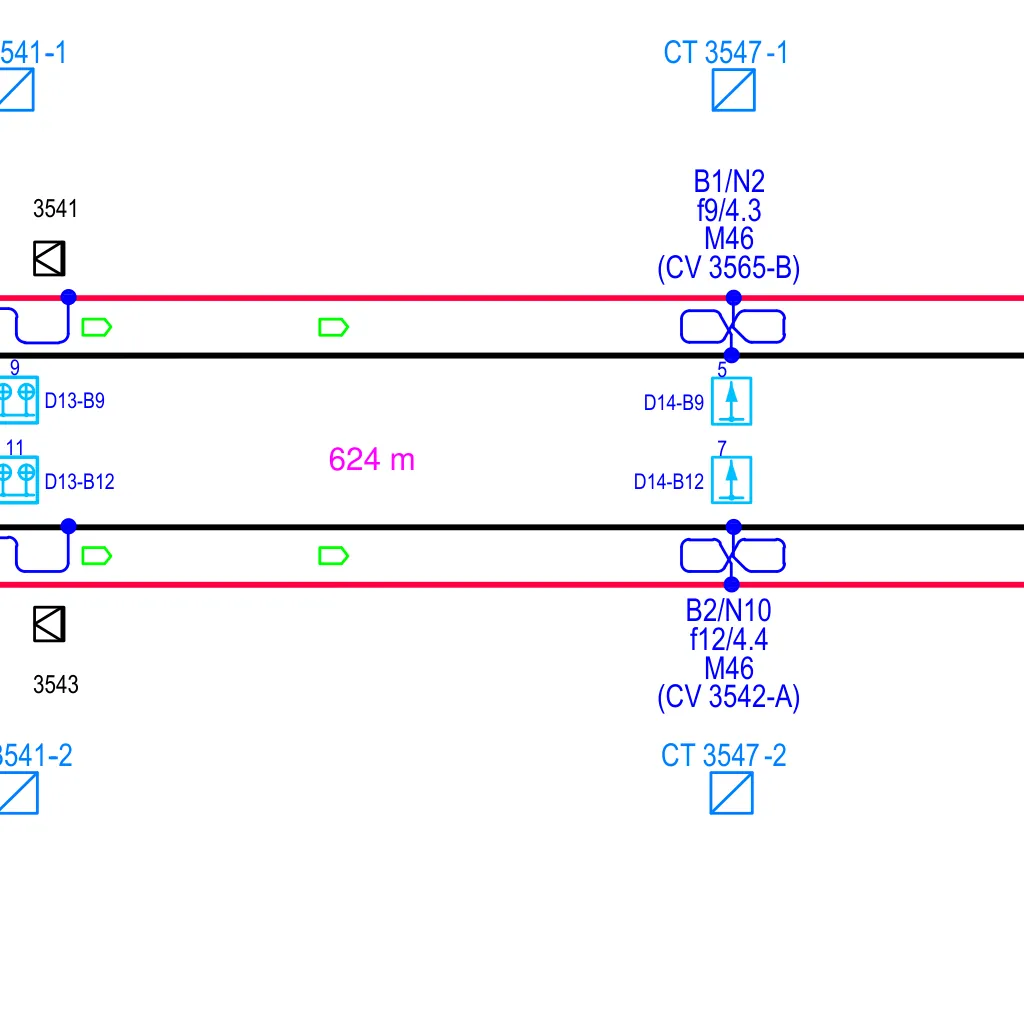 541-1
CT 3547-1
B1/N2
f9/4.3
M46
(CV 3565-B)
3541
9
D13-B9
5
D14-B9
11
D13-B12
624 m
7
D14-B12
B2/N10
f12/4.4
M46
(CV 3542-A)
3543
3541-2
CT 3547-2